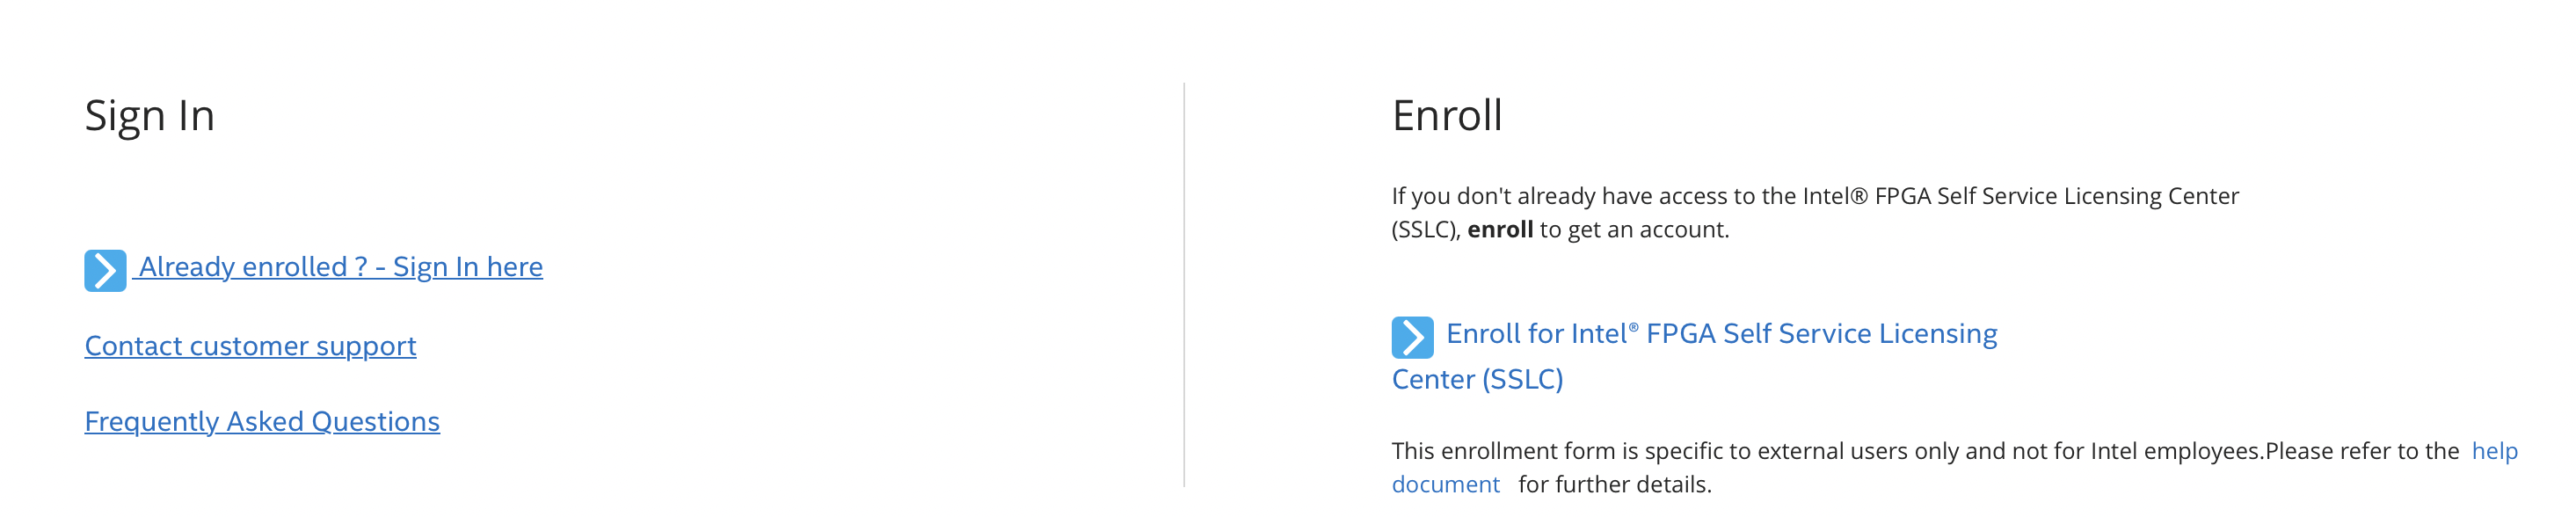 Sign In
Already enrolled ? - Sign In here
Contact customer support
Frequently Asked Questions
Enroll
If you don't already have access to the Intel® FPGA Self Service Licensing Center
(SSLC), enroll to get an account.
Enroll for Intel® FPGA Self Service Licensing
Center (SSLC)
This enrollment form is specific to external users only and not for Intel employees.Please refer to the help
document for further details.